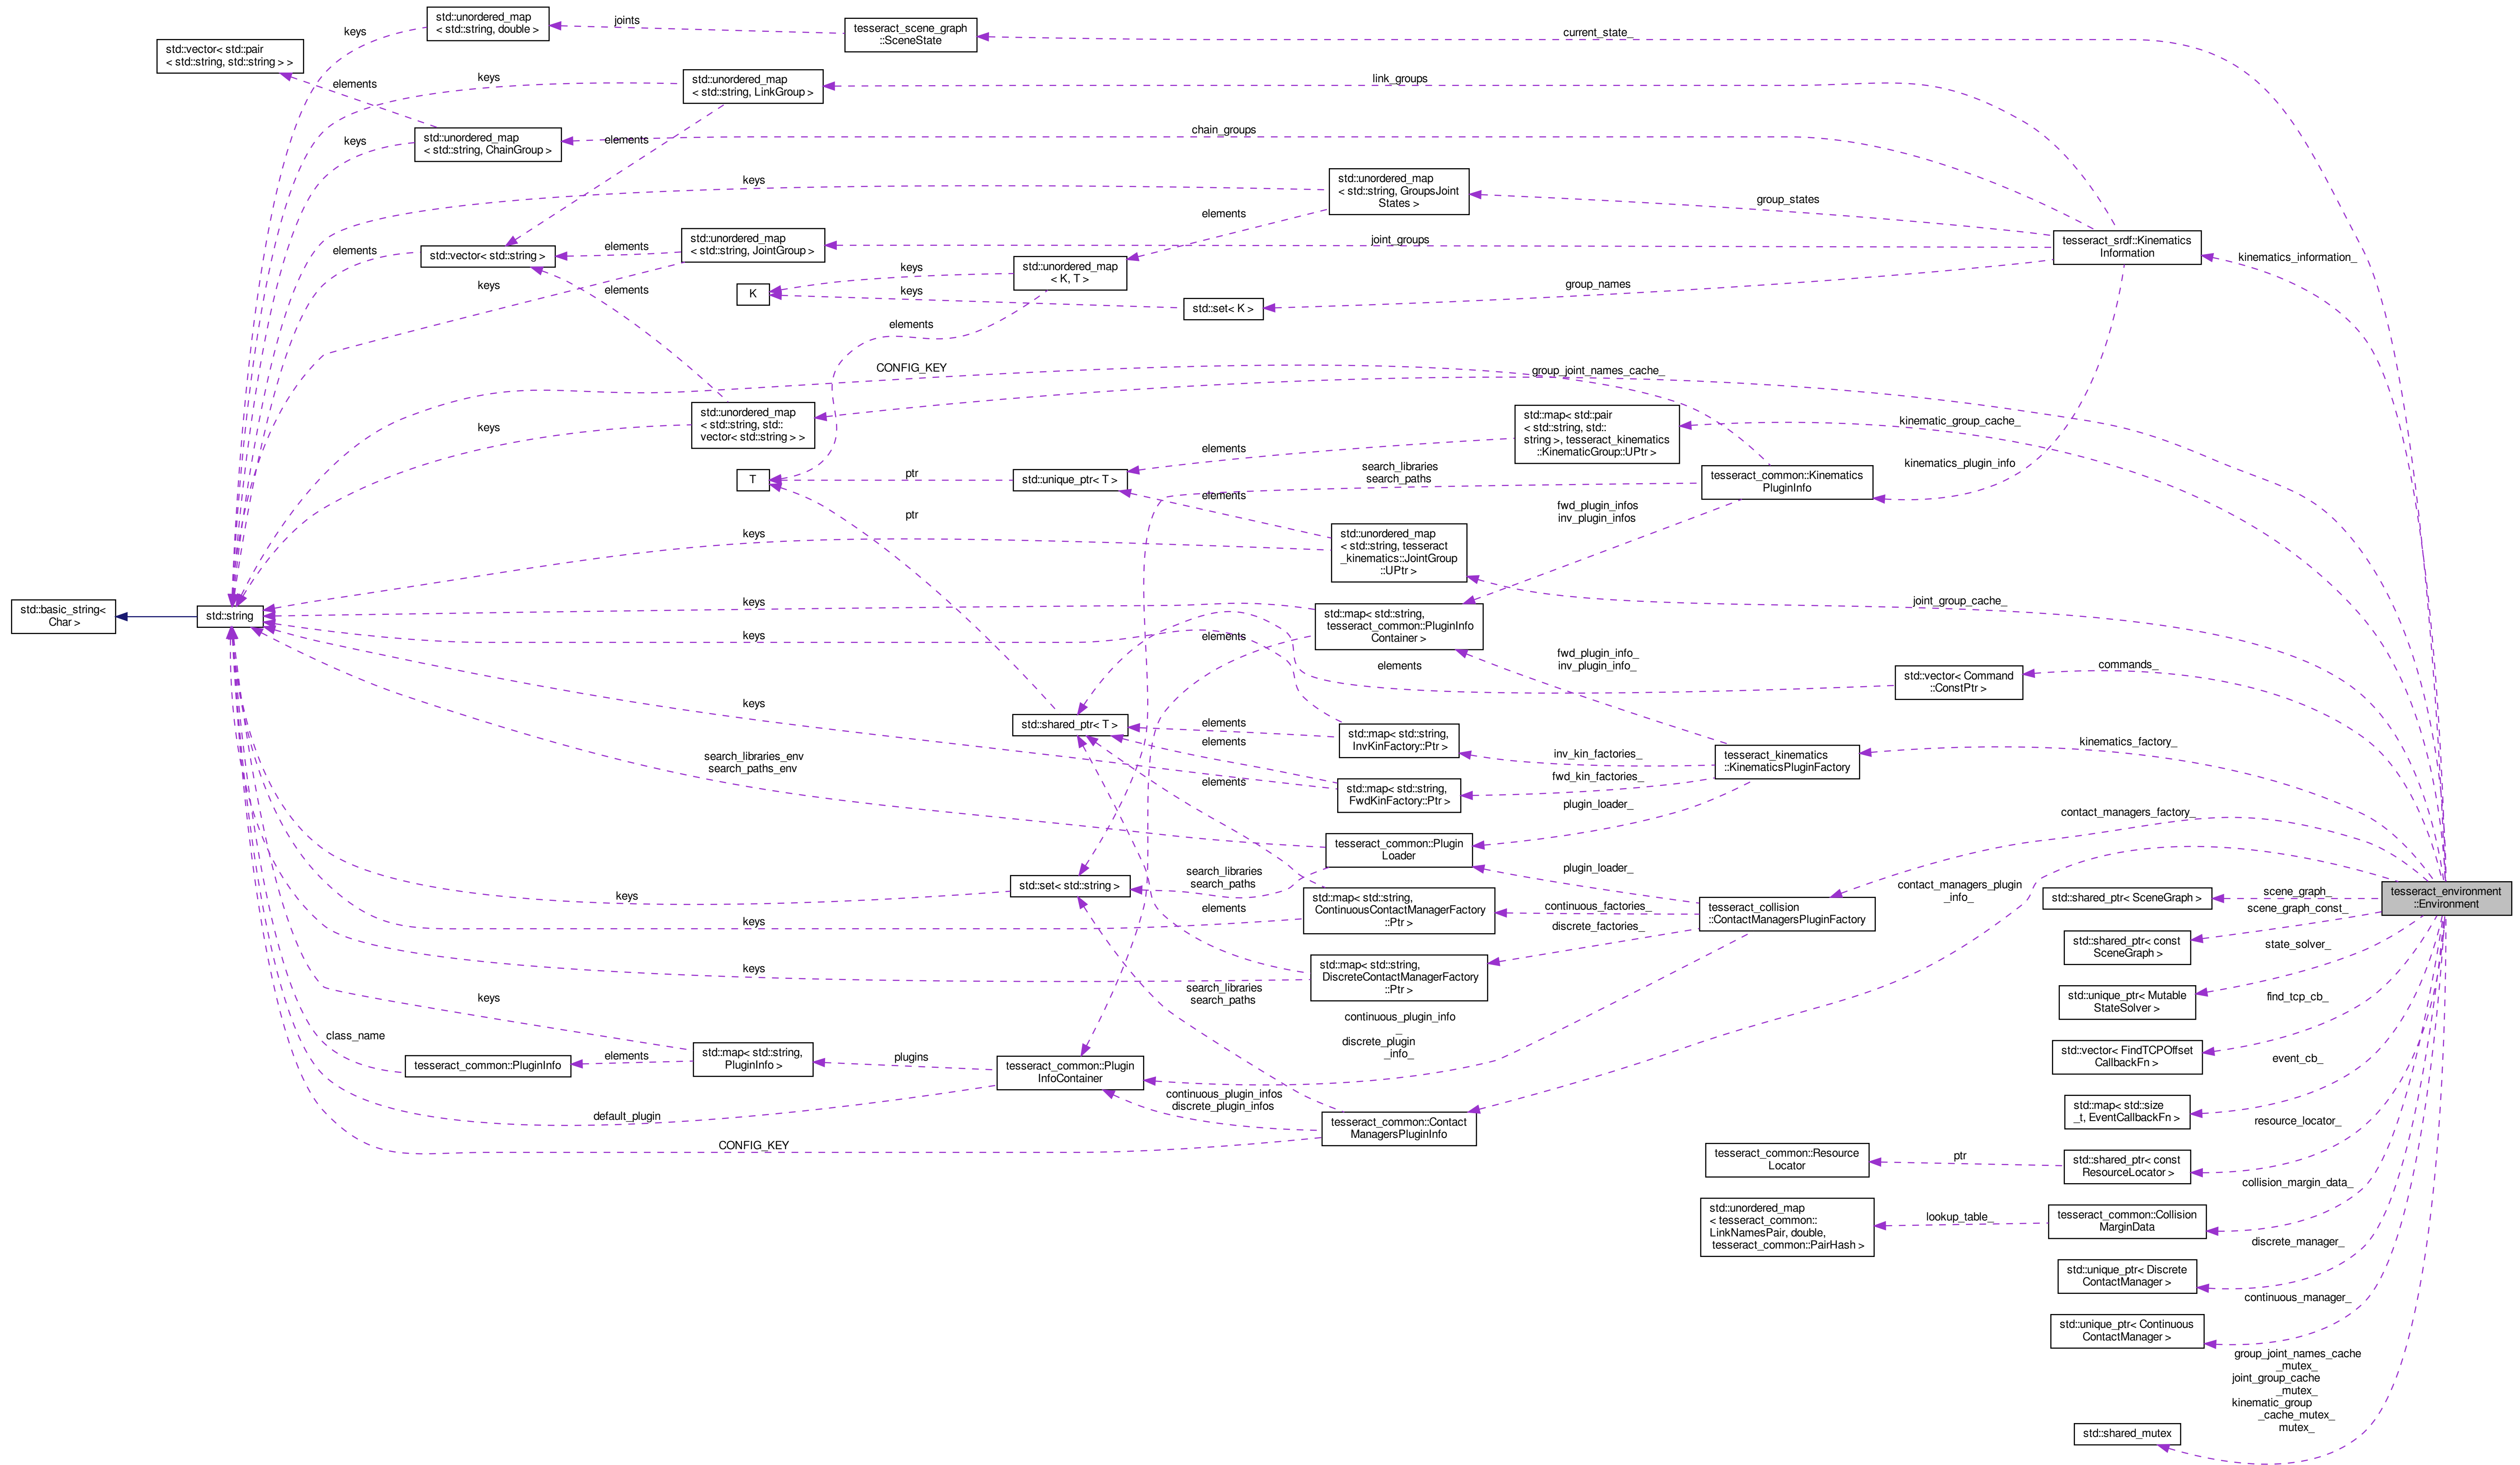 std::unordered_map
< std::string, double >
joints
tesseract_scene_graph
::SceneState
current_state_
keys
std::vector< std::pair
< std::string, std::string > >
elements
std::unordered_map
< std::string, LinkGroup >
keys
link_groups
std::unordered_map
< std::string, ChainGroup >
keys
elements
chain_groups
std::unordered_map
< std::string, GroupsJoint
States >
keys
elements
group_states
std::unordered_map
< std::string, JointGroup >
elements
keys
joint_groups
std::vector< std::string >
elements
elements
tesseract_srdf::Kinematics
Information
kinematics_information_
std::unordered_map
< K, T >
keys
K
keys
std::set< K >
group_names
elements
CONFIG_KEY
group_joint_names_cache_
std::unordered_map
< std::string, std::
vector< std::string > >
keys
std::map< std::pair
< std::string, std::
string >, tesseract_kinematics
::KinematicGroup::UPtr >
kinematic_group_cache_
elements
kinematics_plugin_info
search_libraries
search_paths
tesseract_common::Kinematics
PluginInfo
T
ptr
std::unique_ptr< T >
elements
ptr
fwd_plugin_infos
inv_plugin_infos
std::unordered_map
< std::string, tesseract
_kinematics::JointGroup
::UPtr >
keys
joint_group_cache_
std::basic_string<
Char >
std::string
keys
std::map< std::string,
tesseract_common::PluginInfo
Container >
keys
elements
fwd_plugin_info_
inv_plugin_info_
elements
std::vector< Command
::ConstPtr >
commands_
keys
std::shared_ptr< T >
elements
std::map< std::string,
InvKinFactory::Ptr >
inv_kin_factories_
tesseract_kinematics
::KinematicsPluginFactory
kinematics_factory_
elements
search_libraries_env
search_paths_env
elements
std::map< std::string,
FwdKinFactory::Ptr >
fwd_kin_factories_
plugin_loader_
contact_managers_factory_
tesseract_common::Plugin
Loader
plugin_loader_
search_libraries
search_paths
std::set< std::string >
keys
contact_managers_plugin
_info_
std::map< std::string,
ContinuousContactManagerFactory
::Ptr >
elements
keys
continuous_factories_
tesseract_collision
::ContactManagersPluginFactory
discrete_factories_
std::shared_ptr< SceneGraph >
scene_graph_
tesseract_environment
::Environment
scene_graph_const_
std::shared_ptr< const
SceneGraph >
state_solver_
std::map< std::string,
DiscreteContactManagerFactory
::Ptr >
keys
search_libraries
search_paths
std::unique_ptr< Mutable
StateSolver >
find_tcp_cb_
keys
continuous_plugin_info
_
discrete_plugin
_info_
class_name
tesseract_common::PluginInfo
elements
std::map< std::string,
PluginInfo >
plugins
tesseract_common::Plugin
InfoContainer
std::vector< FindTCPOffset
CallbackFn >
event_cb_
continuous_plugin_infos
discrete_plugin_infos
default_plugin
std::map< std::size
_t, EventCallbackFn >
resource_locator_
tesseract_common::Contact
ManagersPluginInfo
CONFIG_KEY
tesseract_common::Resource
Locator
ptr
std::shared_ptr< const
ResourceLocator >
collision_margin_data_
std::unordered_map
< tesseract_common::
LinkNamesPair, double,
tesseract_common::PairHash >
lookup_table_
tesseract_common::Collision
MarginData
discrete_manager_
std::unique_ptr< Discrete
ContactManager >
continuous_manager_
std::unique_ptr< Continuous
ContactManager >
group_joint_names_cache
_mutex_
joint_group_cache
_mutex_
kinematic_group
_cache_mutex_
mutex_
std::shared_mutex